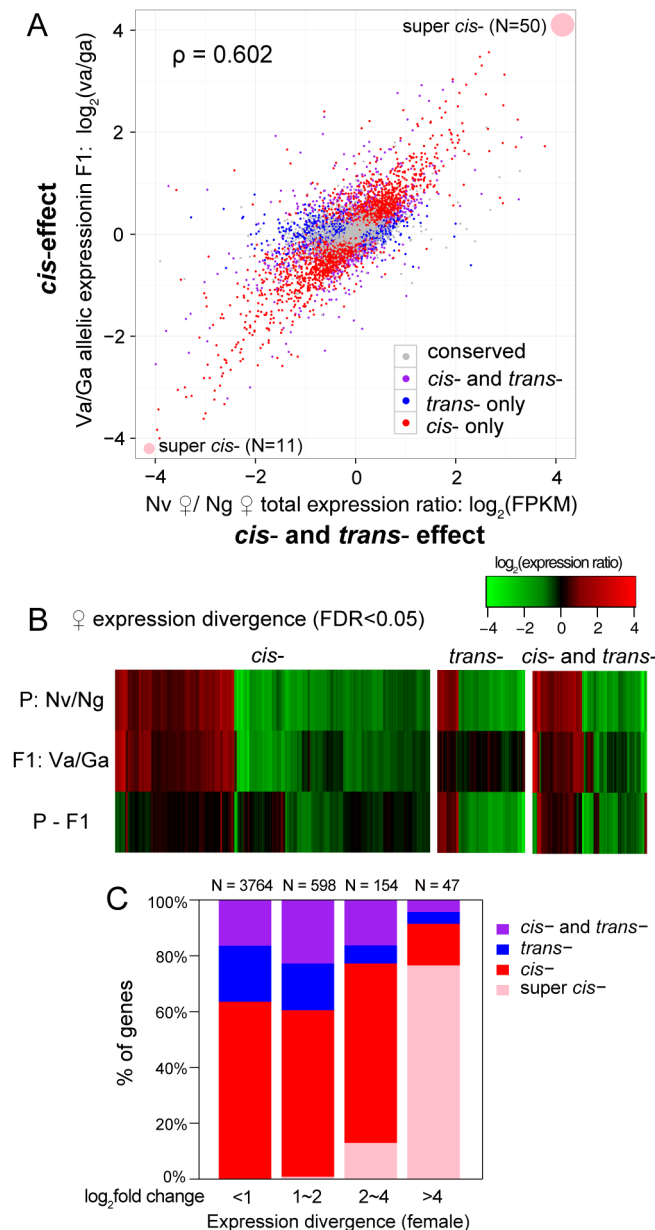 A
super cis- (N=50)
ρ = 0.602
Va/Ga allelic expressionin F1: log2(va/ga)
cis-effect
4
2
0
−2
−4
conserved
cis- and trans-
trans- only
cis- only
super cis- (N=11)
−4 −2 0 2 4
Nv ♀/ Ng ♀ total expression ratio: log2(FPKM)
cis- and trans- effect
log2(expression ratio)
−4 −2 0 2 4
B ♀ expression divergence (FDR<0.05)
cis- trans- cis- and trans-
P: Nv/Ng
F1: Va/Ga
P - F1
C
N = 3764 N = 598 N = 154 N = 47
100%
80%
60%
40%
20%
0%
% of genes
cis− and trans−
trans−
cis−
super cis−
log2fold change <1 1~2 2~4 >4
Expression divergence (female)